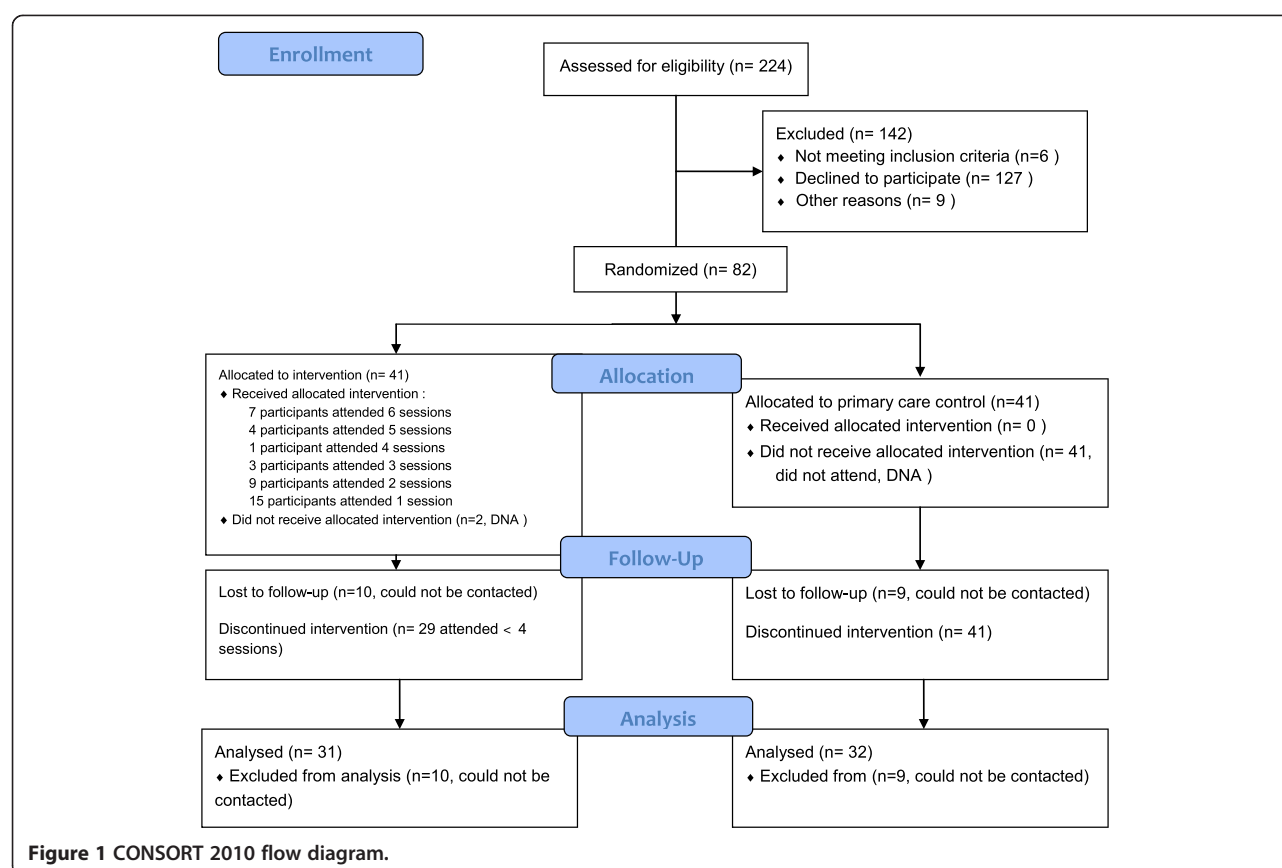 Enrollment
Assessed for eligibility (n= 224)
Excluded (n= 142)
♦ Not meeting inclusion criteria (n=6 )
♦ Declined to participate (n= 127 )
♦ Other reasons (n= 9 )
Randomized (n= 82)
Allocation
Allocated to intervention (n= 41)
♦ Received allocated intervention :
7 participants attended 6 sessions
4 participants attended 5 sessions
1 participant attended 4 sessions
3 participants attended 3 sessions
9 participants attended 2 sessions
15 participants attended 1 session
♦ Did not receive allocated intervention (n=2, DNA )
Allocated to primary care control (n=41)
♦ Received allocated intervention (n= 0 )
♦ Did not receive allocated intervention (n= 41,
did not attend, DNA )
Follow-Up
Lost to follow-up (n=10, could not be contacted)
Discontinued intervention (n= 29 attended < 4
sessions)
Lost to follow-up (n=9, could not be contacted)
Discontinued intervention (n= 41)
Analysis
Analysed (n= 31)
♦ Excluded from analysis (n=10, could not be
contacted)
Analysed (n= 32)
♦ Excluded from (n=9, could not be contacted)
Figure 1 CONSORT 2010 flow diagram.